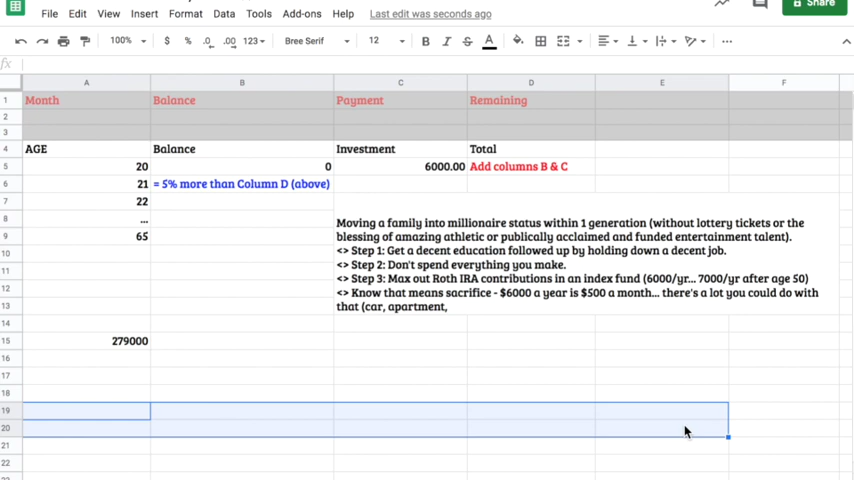 File Edit View Insert Format Data Tools Add-ons Help Last edit was seconds ago Share
100% $ % .0 .00 123 Bree Serif 12 B I S A
fx
A B C D E F
1 Month Balance Payment Remaining
2
3
4 AGE Balance Investment Total
5 20 0 6000.00 Add columns B & C
6 21 = 5% more than Column D (above)
7 22
8 ...
9 65
Moving a family into millionaire status within 1 generation (without lottery tickets or the
blessing of amazing athletic or publically acclaimed and funded entertainment talent).
10 <> Step 1: Get a decent education followed up by holding down a decent job.
11 <> Step 2: Don't spend everything you make.
12 <> Step 3: Max out Roth IRA contributions in an index fund (6000/yr... 7000/yr after age 50)
13 <> Know that means sacrifice - $6000 a year is $500 a month... there's a lot you could do with
that (car, apartment,
14
15 279000
16
17
18
19
20
21
22